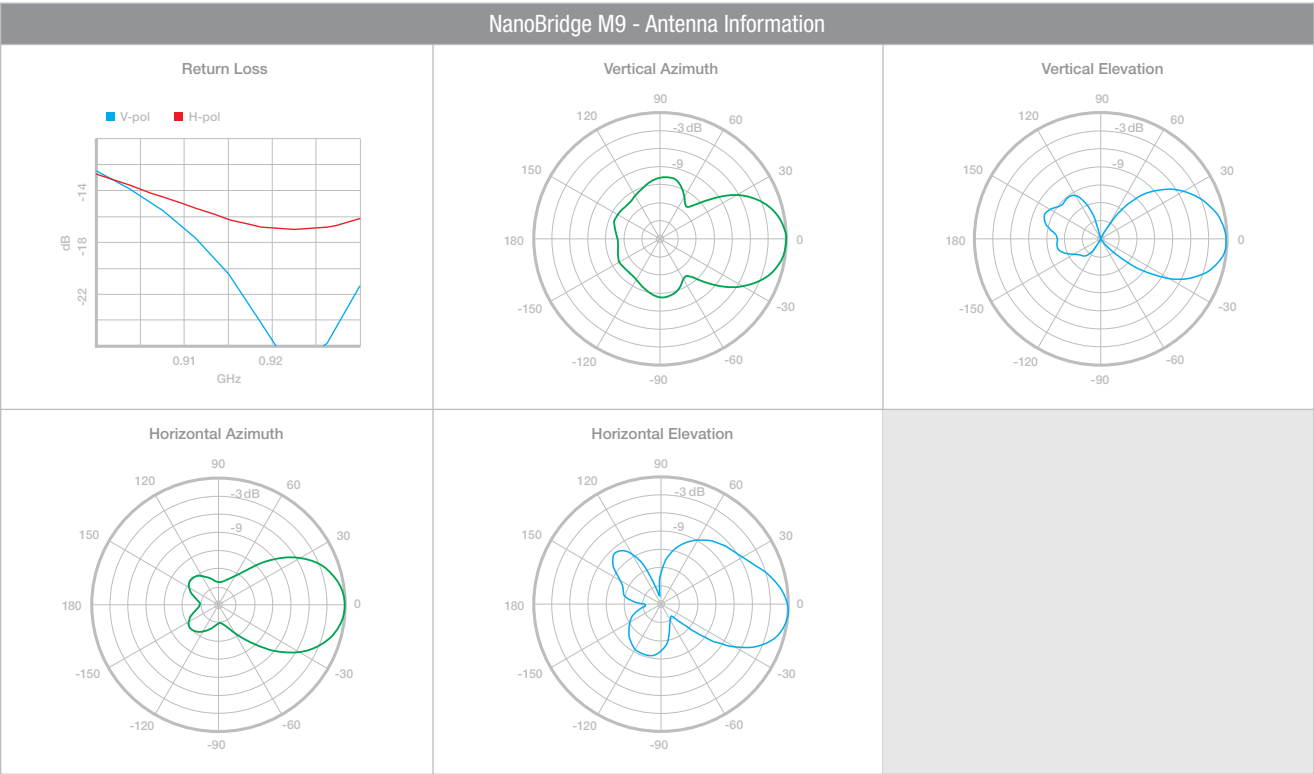 NanoBridge M9 - Antenna Information
Return Loss
V-pol H-pol
-14
-18
-22
dB
0.91 0.92
GHz
Vertical Azimuth
90
120 60
-3 dB
-9
150 30
180 0
-150 -30
-120 -60
-90
Vertical Elevation
90
120 60
-3 dB
-9
150 30
180 0
-150 -30
-120 -60
-90
Horizontal Azimuth
90
120 60
-3 dB
-9
150 30
180 0
-150 -30
-120 -60
-90
Horizontal Elevation
90
120 60
-3 dB
-9
150 30
180 0
-150 -30
-120 -60
-90